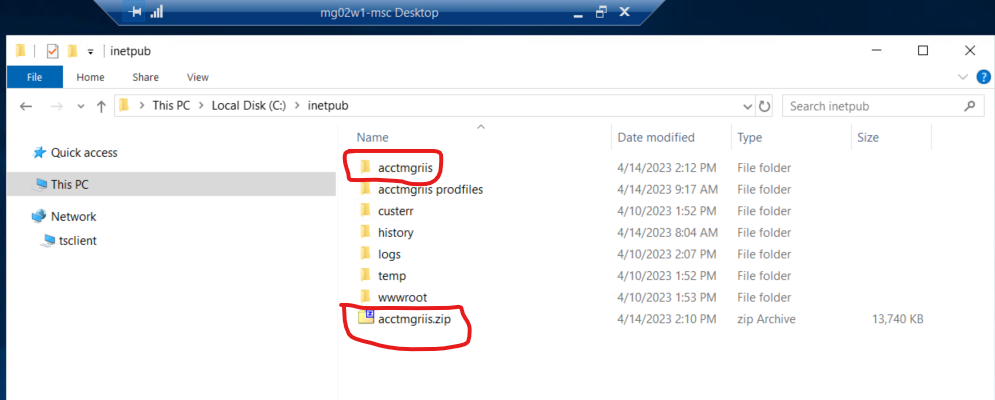 mg02w1-msc Desktop
inetpub
File Home Share View
This PC > Local Disk (C:) > inetpub Search inetpub
Name Date modified Type Size
Quick access
This PC
Network
tsclient
acctmgriis 4/14/2023 2:12 PM File folder
acctmgriis prodfiles 4/14/2023 9:17 AM File folder
custerr 4/10/2023 1:52 PM File folder
history 4/14/2023 8:04 AM File folder
logs 4/10/2023 2:07 PM File folder
temp 4/10/2023 1:52 PM File folder
wwwroot 4/10/2023 1:53 PM File folder
acctmgriis.zip 4/14/2023 2:10 PM zip Archive 13,740 KB